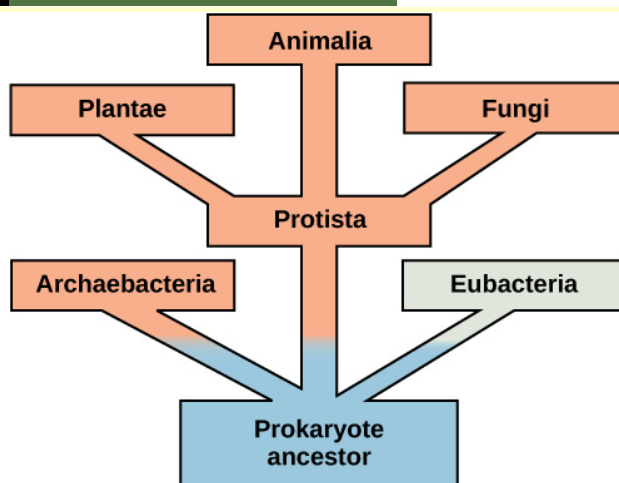 Animalia
Plantae
Fungi
Protista
Archaebacteria
Eubacteria
Prokaryote
ancestor